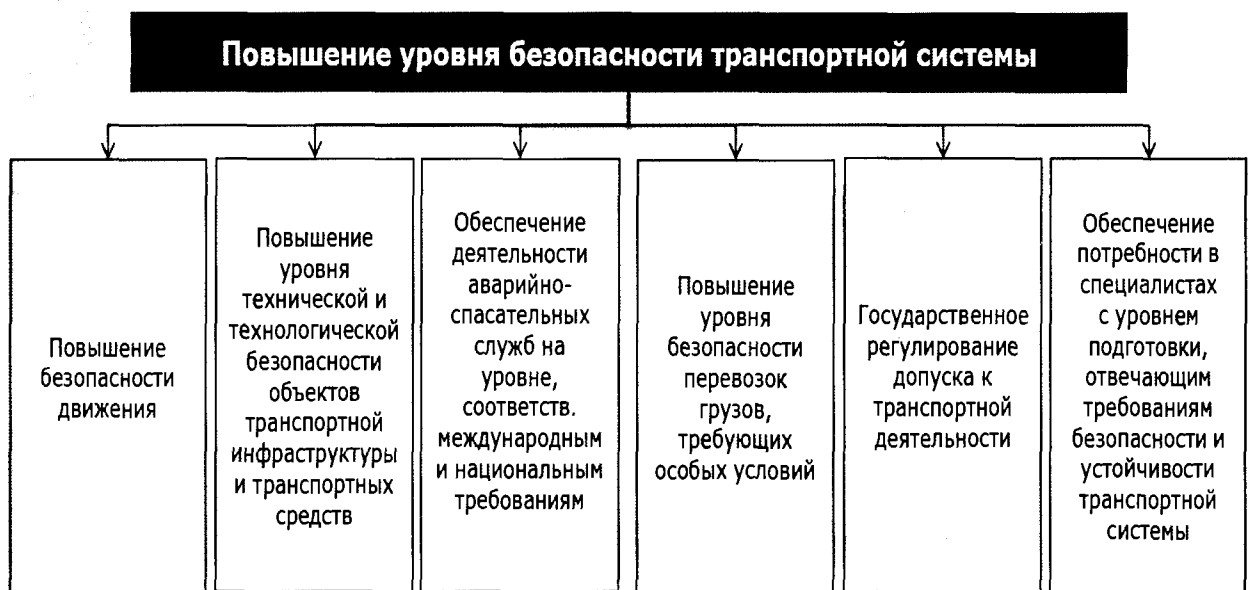 Повышение уровня безопасности транспортной системы
Повышение
безопасности
движения
Повышение
уровня
технической и
технологической
безопасности
объектов
транспортной
инфраструктуры
и транспортных
средств
Обеспечение
деятельности
аварийно-
спасательных
служб на
уровне,
соответств.
международным
и национальным
требованиям
Повышение
уровня
безопасности
перевозок
грузов,
требующих
особых условий
Государственное
регулирование
допуска к
транспортной
деятельности
Обеспечение
потребности в
специалистах
с уровнем
подготовки,
отвечающим
требованиям
безопасности и
устойчивости
транспортной
системы